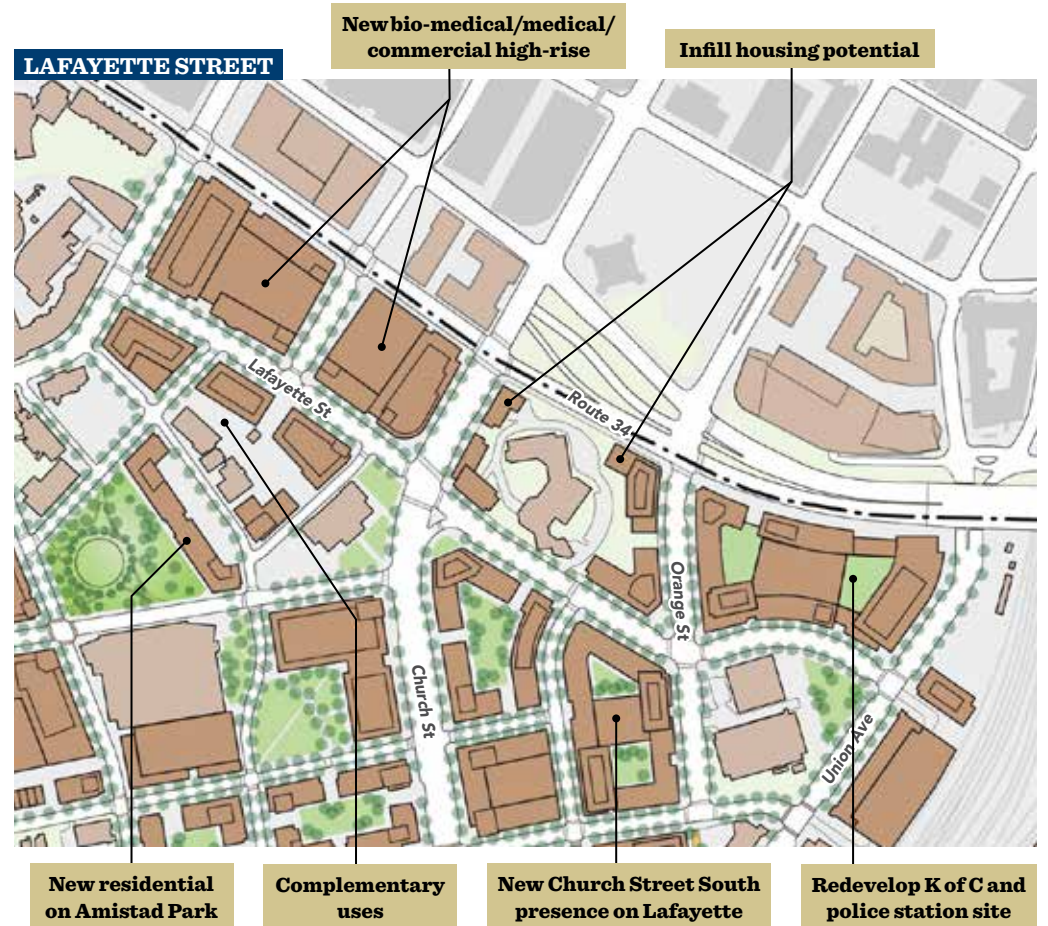 New bio-medical/medical/
commercial high-rise
Infill housing potential
LAFAYETTE STREET
Lafayette St
Route 34
Orange St
Church St
Union Ave
New residential
on Amistad Park
Complementary
uses
New Church Street South
presence on Lafayette
Redevelop K of C and
police station site